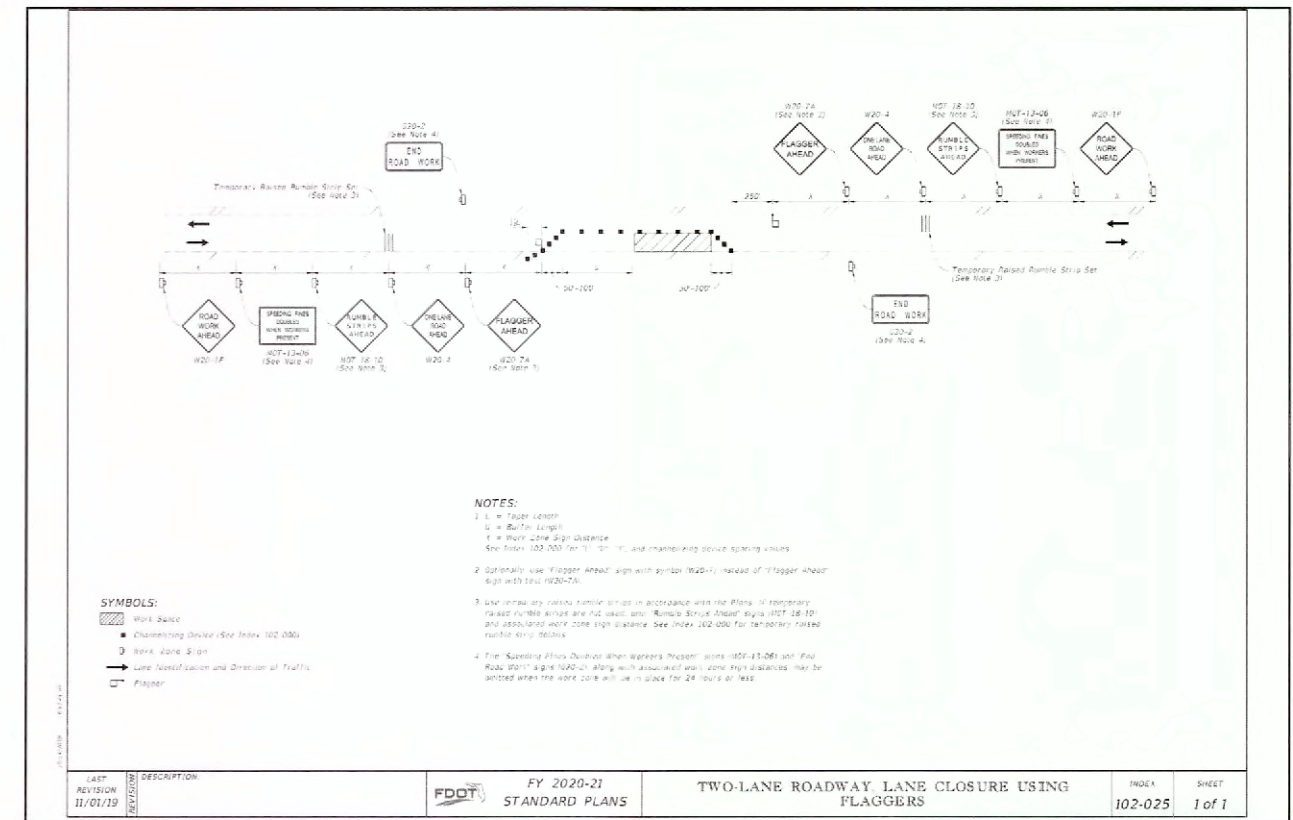 W20-7A
(See Note 2)
FLAGGER
AHEAD
W20-4
ONE LANE
ROAD
AHEAD
MOT-18-10
(See Note 3)
RUMBLE
STRIPS
AHEAD
MOT-13-06
(See Note 4)
SPEEDING FINES
DOUBLED
WHEN WORKERS
PRESENT
W20-1F
ROAD
WORK
AHEAD
G20-2
(See Note 4)
END
ROAD WORK
Temporary Raised Rumble Strip Set
(See Note 3)
250'
X
X
X
X
X
X
X
X
X
50'-100'
50'-100'
Temporary Raised Rumble Strip Set
(See Note 3)
END
ROAD WORK
G20-2
(See Note 4)
ROAD
WORK
AHEAD
W20-1F
SPEEDING FINES
DOUBLED
WHEN WORKERS
PRESENT
MOT-13-06
(See Note 4)
RUMBLE
STRIPS
AHEAD
MOT-18-10
(See Note 3)
ONE LANE
ROAD
AHEAD
W20-4
FLAGGER
AHEAD
W20-7A
NOTES:
1 L = Taper Length
= Buffer Length
= Work Zone Sign Distance
See Index 102-000 for and channelizing device spacing values
2 Optionally use "Flagger Ahead" sign with symbol (W20-7) instead of "Flagger Ahead"
sign with text (W20-7A).
3 Use temporary raised rumble strips in accordance with the Plans. If temporary
raised rumble strips are not used, omit "Rumble Strips Ahead" signs (MOT-18-10)
and associated work zone sign distance. See Index 102-000 for temporary raised
rumble strip details
4 The "Speeding Fines Doubled When Workers Present" signs (MOT-13-06) and "End
Road Work" signs (G20-2), along with associated work zone sign distances, may be
omitted when the work zone will be in place for 24 hours or less
SYMBOLS:
Work Space
Channelizing Device (See Index 102-000)
Work Zone Sign
Lane Identification and Direction of Traffic
Flagger
LAST
REVISION
11/01/19
REVISION
DESCRIPTION:
FDOT
FY 2020-21
STANDARD PLANS
TWO-LANE ROADWAY, LANE CLOSURE USING
FLAGGERS
INDEX
102-025
SHEET
1 of 1